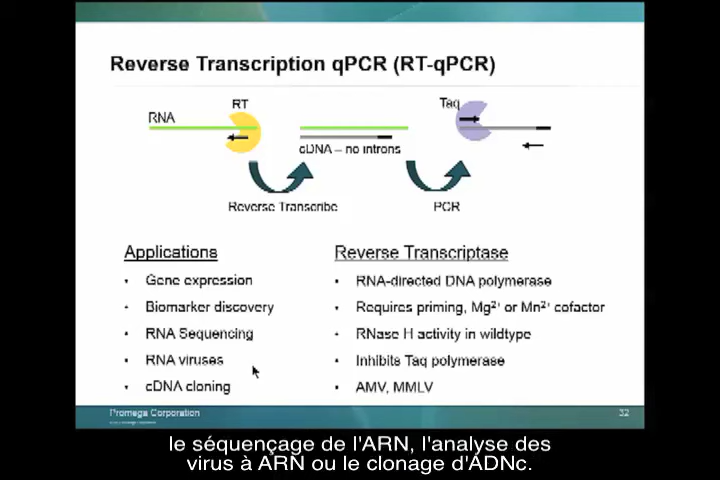 Reverse Transcription qPCR (RT-qPCR)
RNA
RT
Taq
cDNA – no introns
Reverse Transcribe
PCR
Applications
• Gene expression
• Biomarker discovery
• RNA Sequencing
• RNA viruses
• cDNA cloning
Reverse Transcriptase
• RNA-directed DNA polymerase
• Requires priming, Mg²⁺ or Mn²⁺ cofactor
• RNase H activity in wildtype
• Inhibits Taq polymerase
• AMV, MMLV
Promega Corporation
32
le séquençage de l'ARN, l'analyse des
virus à ARN ou le clonage d'ADNc.